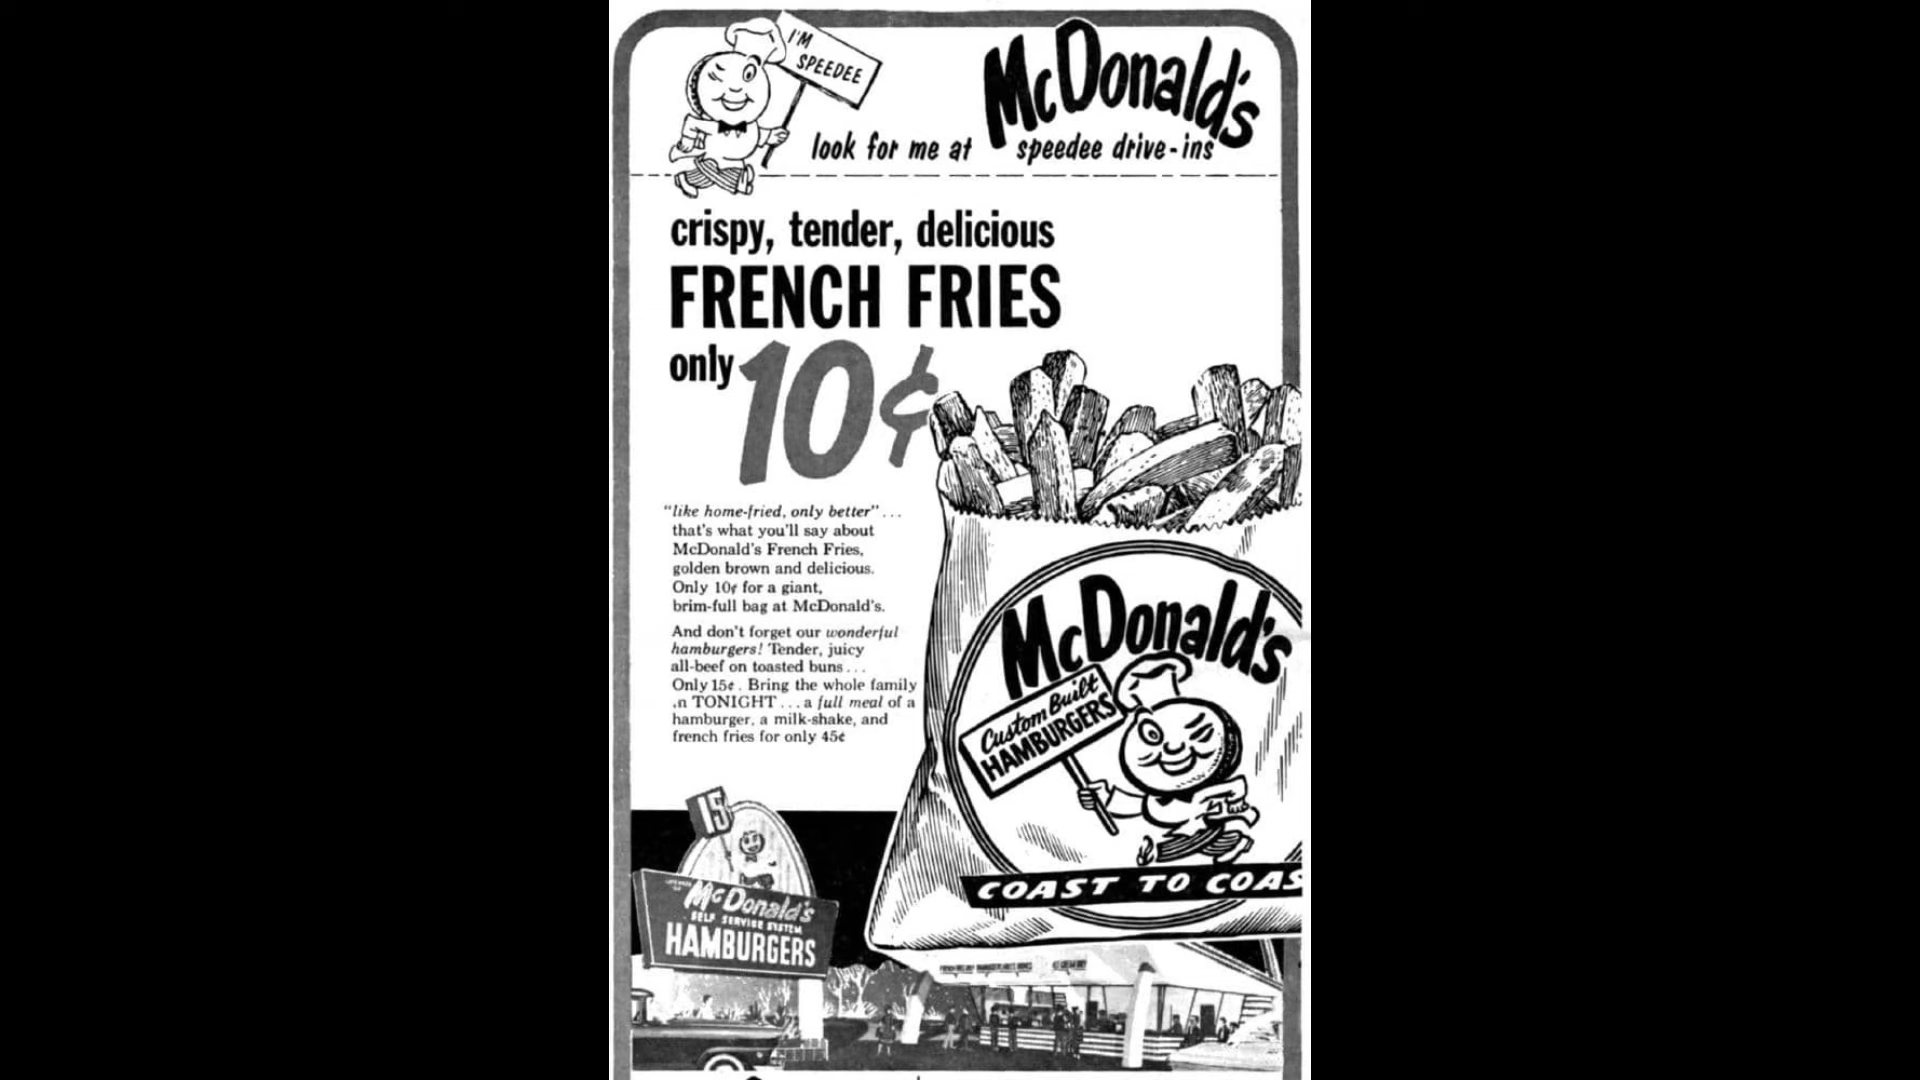 I'M
SPEEDEE
McDonald's
look for me at
speedee drive-ins
crispy, tender, delicious
FRENCH FRIES
only 10¢
"like home-fried, only better"...
that's what you'll say about
McDonald's French Fries,
golden brown and delicious.
Only 10¢ for a giant,
brim-full bag at McDonald's.
And don't forget our wonderful
hamburgers! Tender, juicy
all-beef on toasted buns...
Only 15¢. Bring the whole family
.n TONIGHT...a full meal of a
hamburger, a milk-shake, and
french fries for only 45¢
McDonald's
Custom Built
HAMBURGERS
COAST TO COAS
15
McDonald's
SELF SERVICE SYSTEM
HAMBURGERS